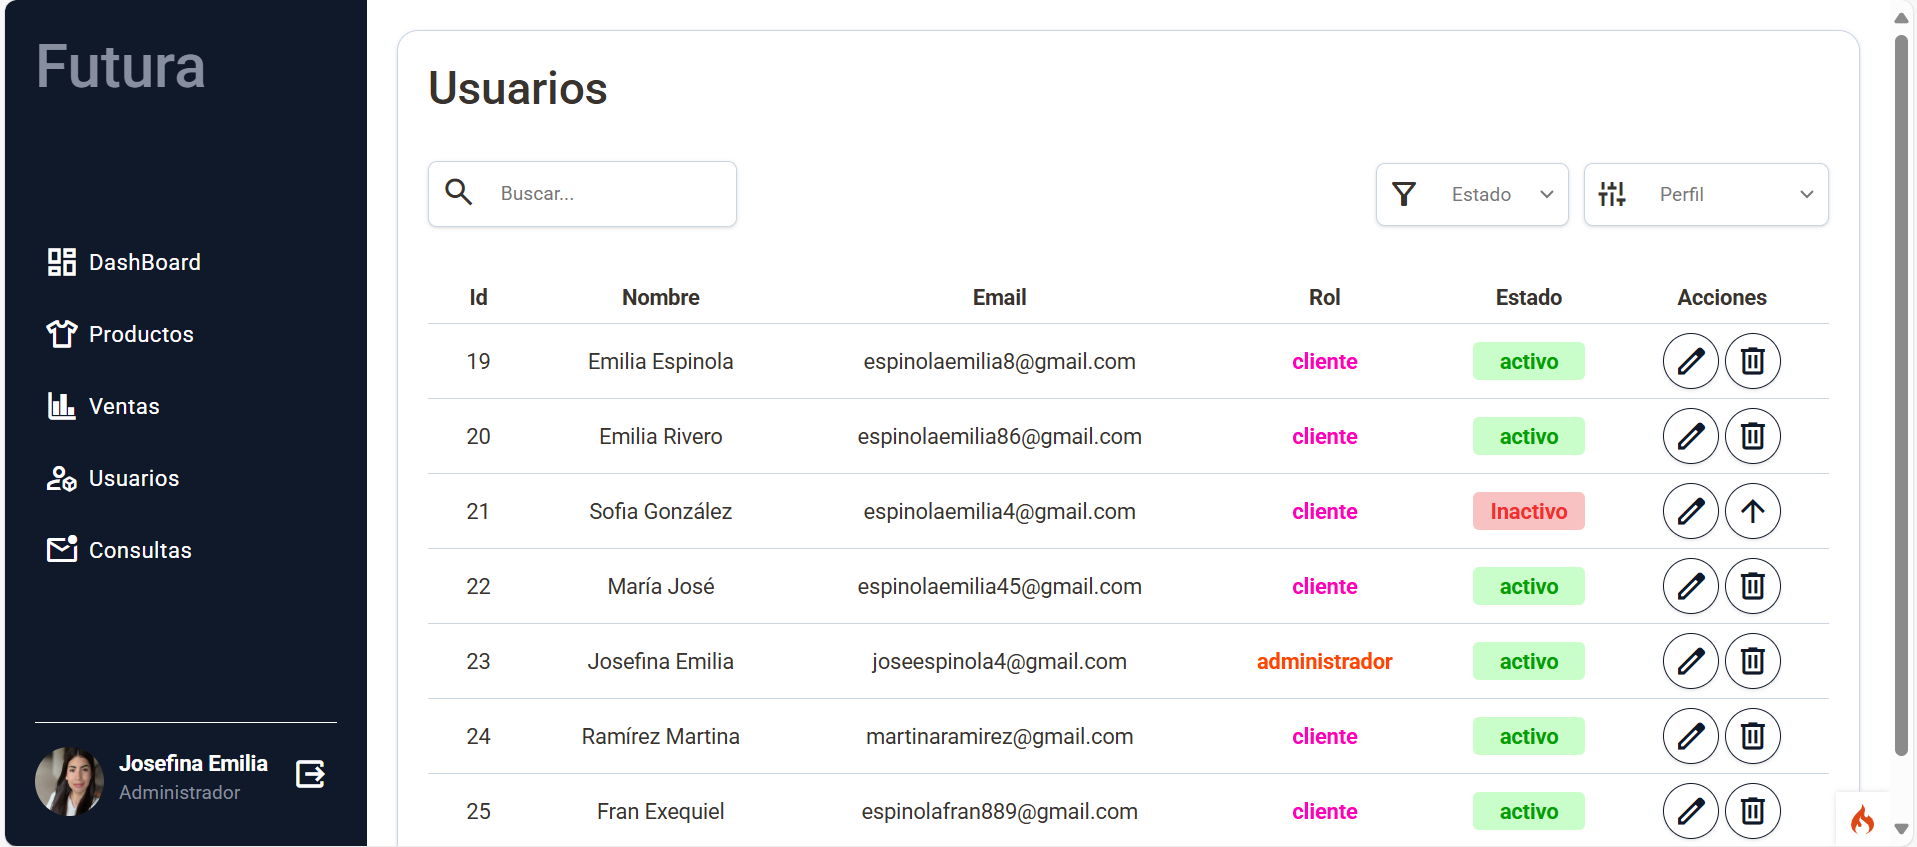 Futura
DashBoard
Productos
Ventas
Usuarios
Consultas
Josefina Emilia
Administrador
Usuarios
Buscar...
Estado
Perfil
Id Nombre Email Rol Estado Acciones
19 Emilia Espinola espinolaemilia8@gmail.com cliente activo
20 Emilia Rivero espinolaemilia86@gmail.com cliente activo
21 Sofia González espinolaemilia4@gmail.com cliente Inactivo
22 María José espinolaemilia45@gmail.com cliente activo
23 Josefina Emilia joseespinola4@gmail.com administrador activo
24 Ramírez Martina martinaramirez@gmail.com cliente activo
25 Fran Exequiel espinolafran889@gmail.com cliente activo